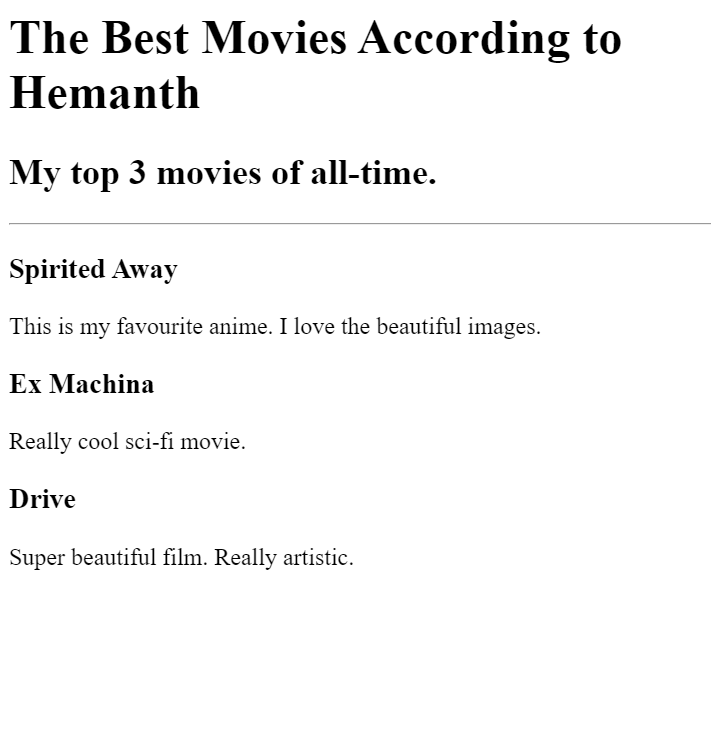 The Best Movies According to
Hemanth
My top 3 movies of all-time.
Spirited Away
This is my favourite anime. I love the beautiful images.
Ex Machina
Really cool sci-fi movie.
Drive
Super beautiful film. Really artistic.